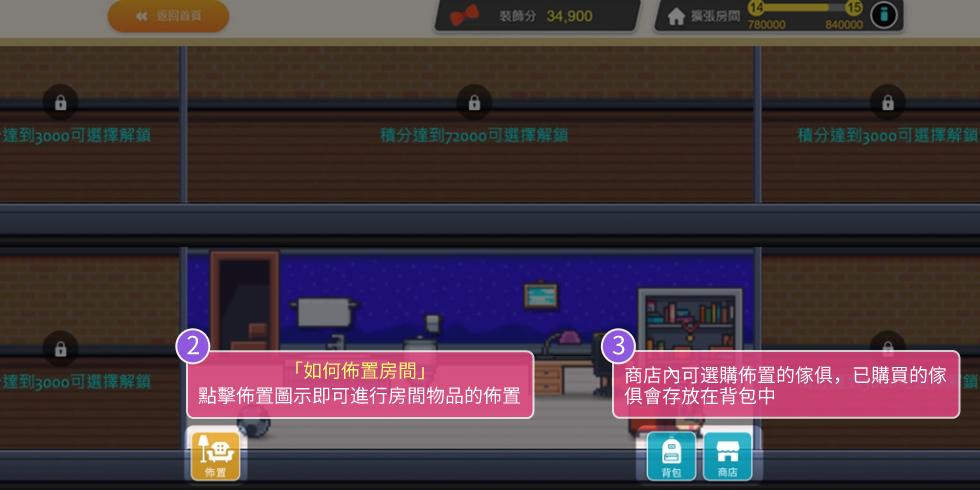 返回首頁
裝飾分 34,900
擴張房間
14 15
780000 840000
達到3000可選擇解鎖
積分達到72000可選擇解鎖
積分達到3000可選擇解鎖
2
「如何佈置房間」
點擊佈置圖示即可進行房間物品的佈置
3
商店內可選購佈置的傢俱，已購買的傢
俱會存放在背包中
達到3000可選擇解鎖
佈置
背包
商店